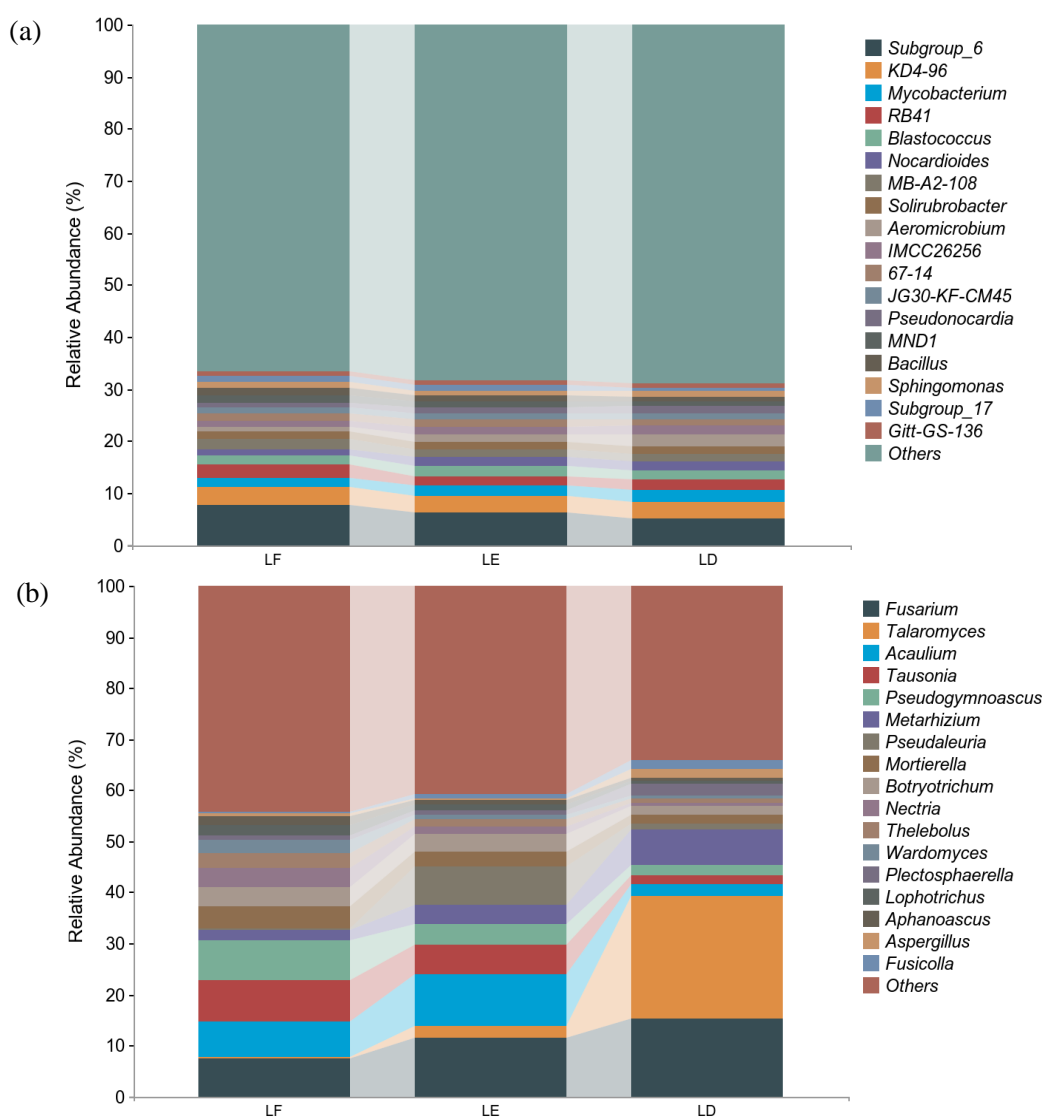 (a)
Relative Abundance (%)
100
90
80
70
60
50
40
30
20
10
0
LF LE LD
Subgroup_6
KD4-96
Mycobacterium
RB41
Blastococcus
Nocardioides
MB-A2-108
Solirubrobacter
Aeromicrobium
IMCC26256
67-14
JG30-KF-CM45
Pseudonocardia
MND1
Bacillus
Sphingomonas
Subgroup_17
Gitt-GS-136
Others
(b)
Relative Abundance (%)
100
90
80
70
60
50
40
30
20
10
0
LF LE LD
Fusarium
Talaromyces
Acaulium
Tausonia
Pseudogymnoascus
Metarhizium
Pseudaleuria
Mortierella
Botryotrichum
Nectria
Thelebolus
Wardomyces
Plectosphaerella
Lophotrichus
Aphanoascus
Aspergillus
Fusicolla
Others